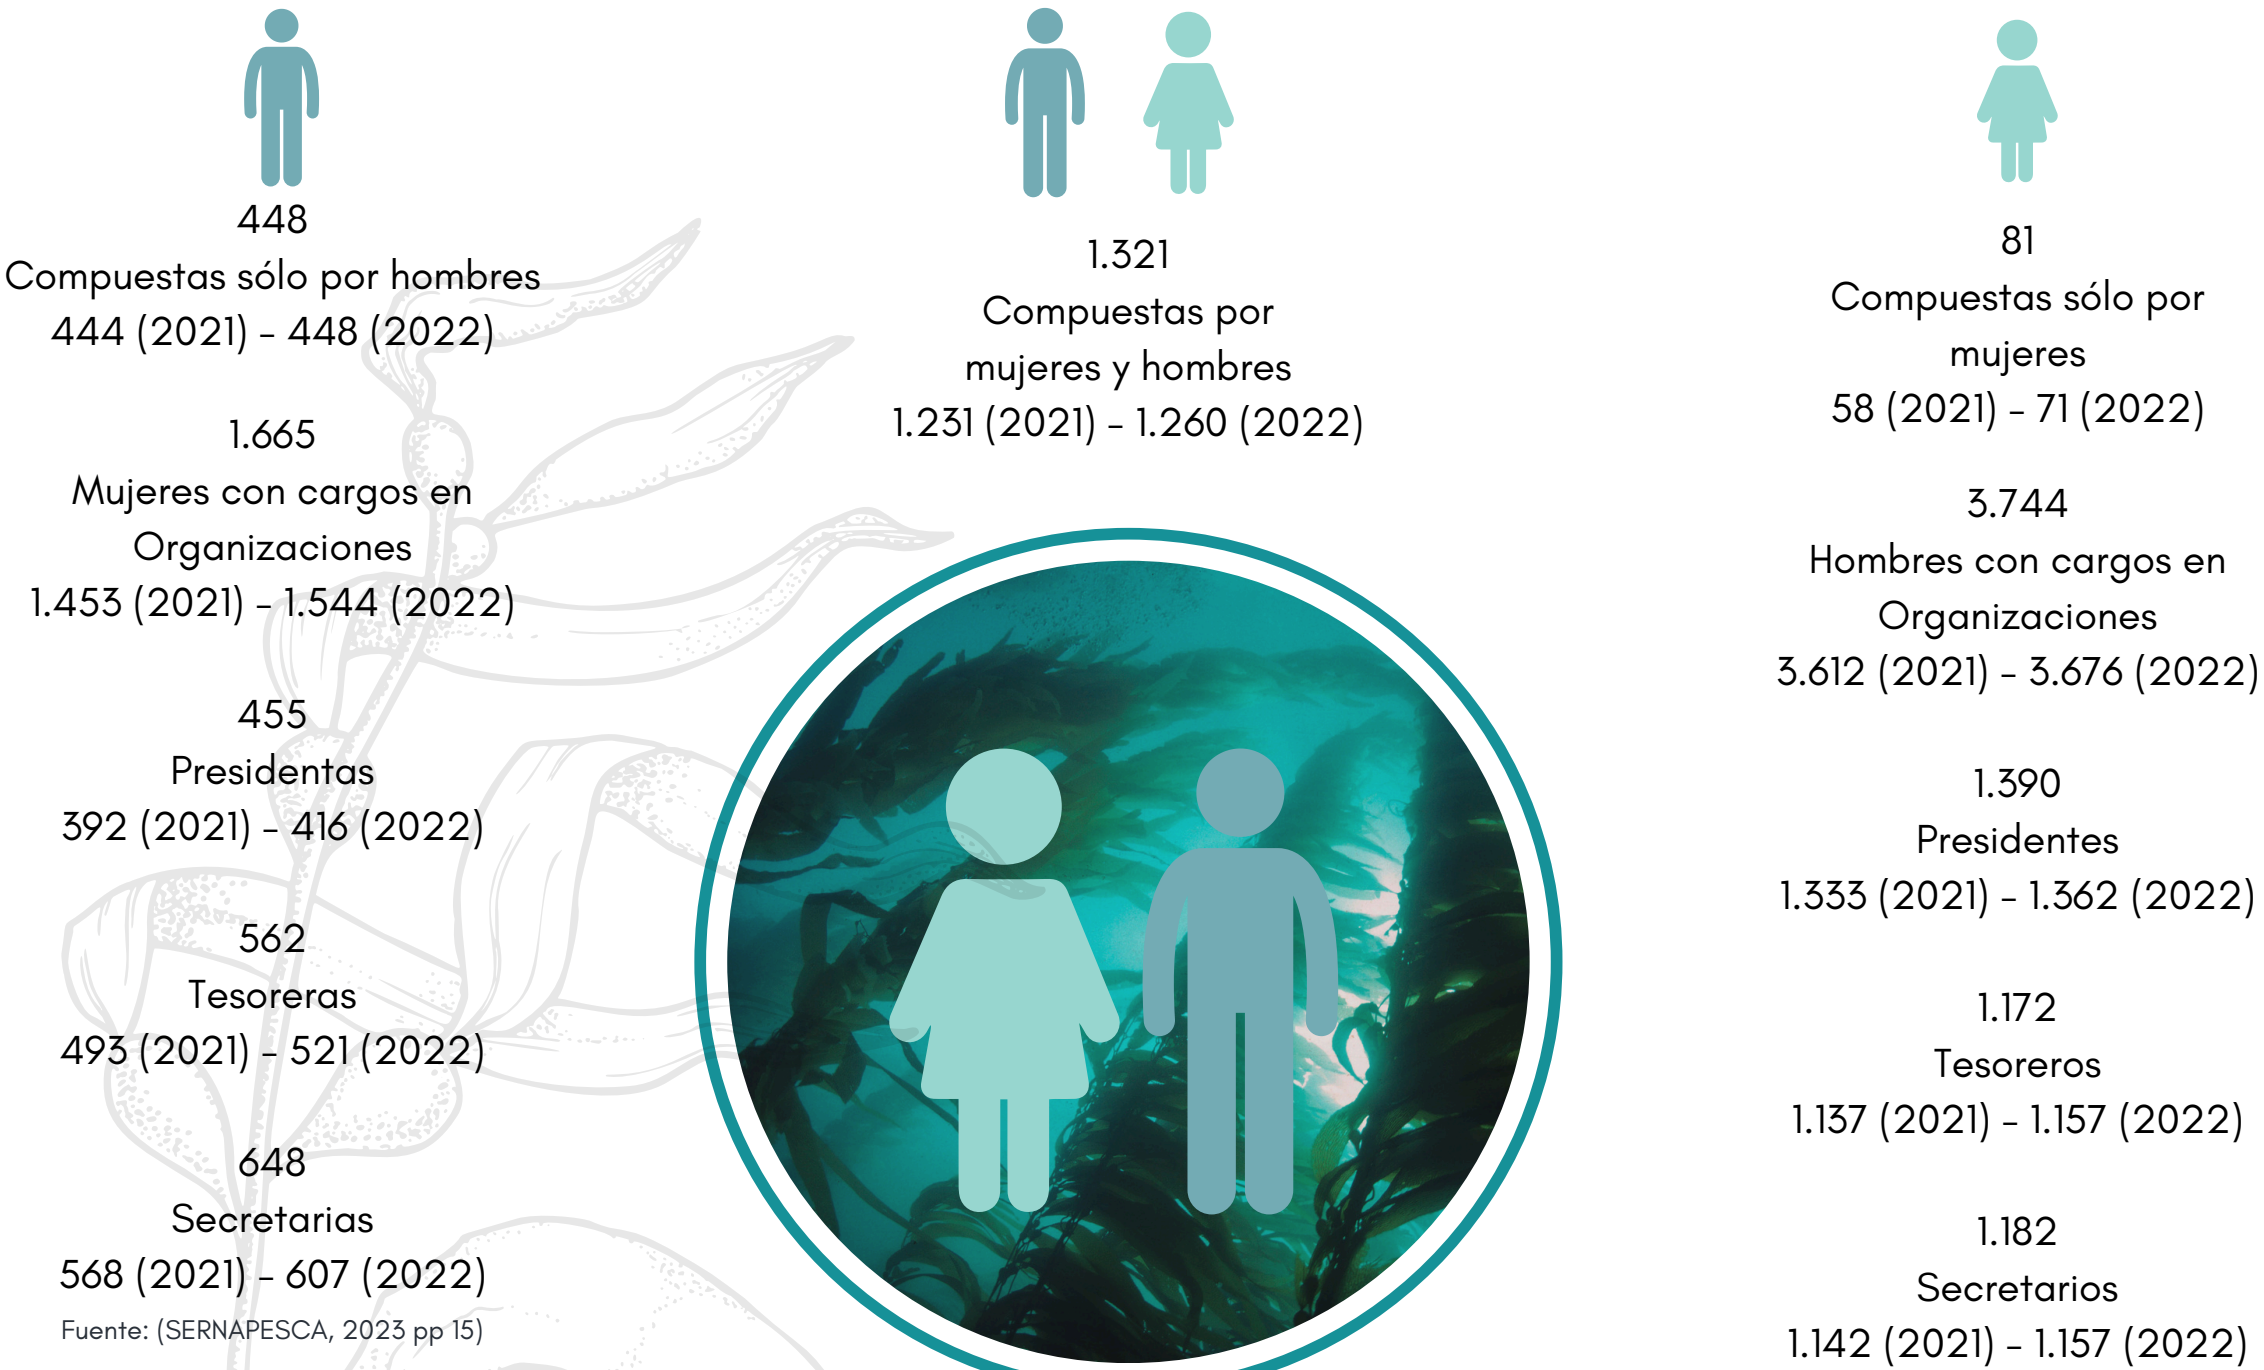 448
Compuestas sólo por hombres
444 (2021) - 448 (2022)
1.665
Mujeres con cargos en
Organizaciones
1.453 (2021) - 1.544 (2022)
455
Presidentas
392 (2021) - 416 (2022)
562
Tesoreras
493 (2021) - 521 (2022)
648
Secretarias
568 (2021) - 607 (2022)
Fuente: (SERNAPESCA, 2023 pp 15)
1.321
Compuestas por
mujeres y hombres
1.231 (2021) - 1.260 (2022)
81
Compuestas sólo por
mujeres
58 (2021) - 71 (2022)
3.744
Hombres con cargos en
Organizaciones
3.612 (2021) - 3.676 (2022)
1.390
Presidentes
1.333 (2021) - 1.362 (2022)
1.172
Tesoreros
1.137 (2021) - 1.157 (2022)
1.182
Secretarios
1.142 (2021) - 1.157 (2022)